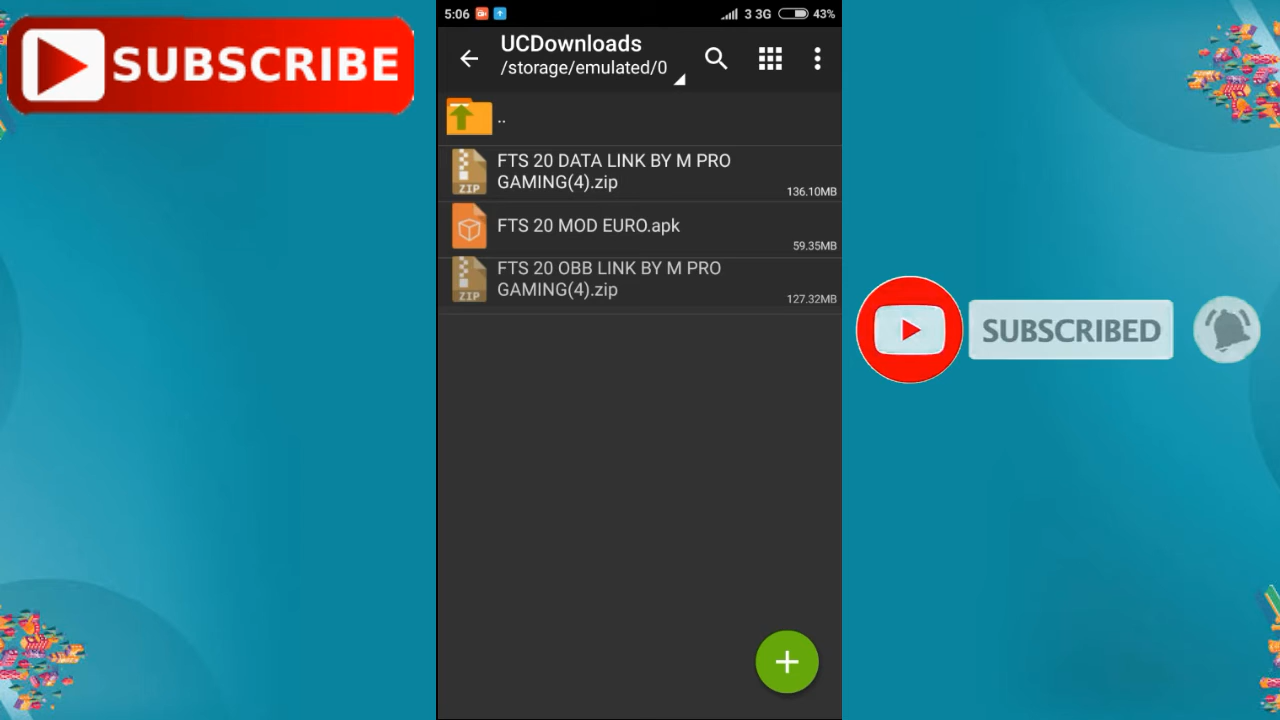 SUBSCRIBE
5:06
3 3G
43%
UCDownloads
/storage/emulated/0
..
FTS 20 DATA LINK BY M PRO
GAMING(4).zip
ZIP
136.10MB
FTS 20 MOD EURO.apk
59.35MB
FTS 20 OBB LINK BY M PRO
GAMING(4).zip
ZIP
127.32MB
SUBSCRIBED